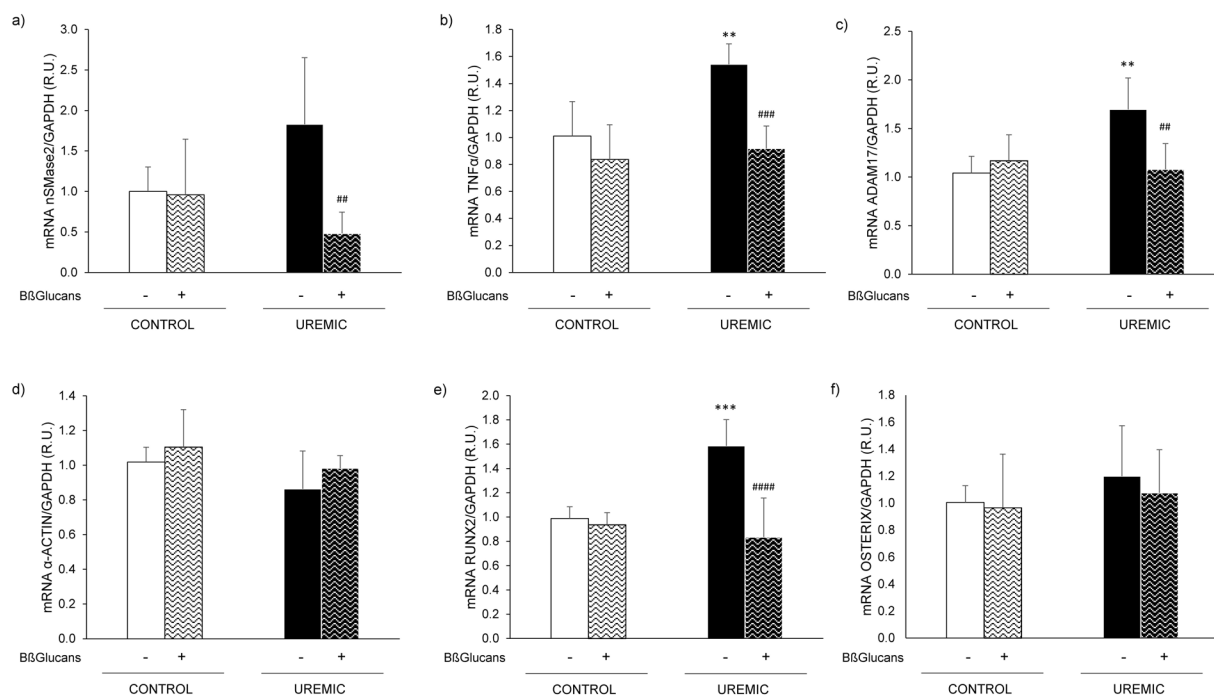 a)
mRNA nSMase2/GAPDH (R.U.)
3.0
2.5
2.0
1.5
1.0
0.5
0.0
##
BßGlucans - + - +
CONTROL UREMIC
b)
mRNA TNFα/GAPDH (R.U.)
1.8
1.6
1.4
1.2
1.0
0.8
0.6
0.4
0.2
0.0
**
###
BßGlucans - + - +
CONTROL UREMIC
c)
mRNA ADAM17/GAPDH (R.U.)
2.5
2.0
1.5
1.0
0.5
0.0
**
##
BßGlucans - + - +
CONTROL UREMIC
d)
mRNA α-ACTIN/GAPDH (R.U.)
1.4
1.2
1.0
0.8
0.6
0.4
0.2
0.0
BßGlucans - + - +
CONTROL UREMIC
e)
mRNA RUNX2/GAPDH (R.U.)
2.0
1.8
1.6
1.4
1.2
1.0
0.8
0.6
0.4
0.2
0.0
***
####
BßGlucans - + - +
CONTROL UREMIC
f)
mRNA OSTERIX/GAPDH (R.U.)
1.8
1.6
1.4
1.2
1.0
0.8
0.6
0.4
0.2
0.0
BßGlucans - + - +
CONTROL UREMIC